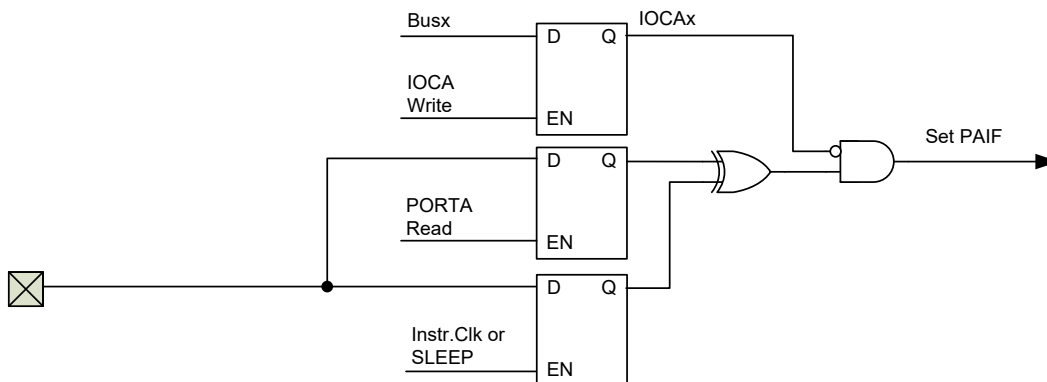 Busx
IOCAx
D Q
IOCA
Write
EN
Set PAIF
D Q
PORTA
Read
EN
D Q
Instr.Clk or
SLEEP
EN